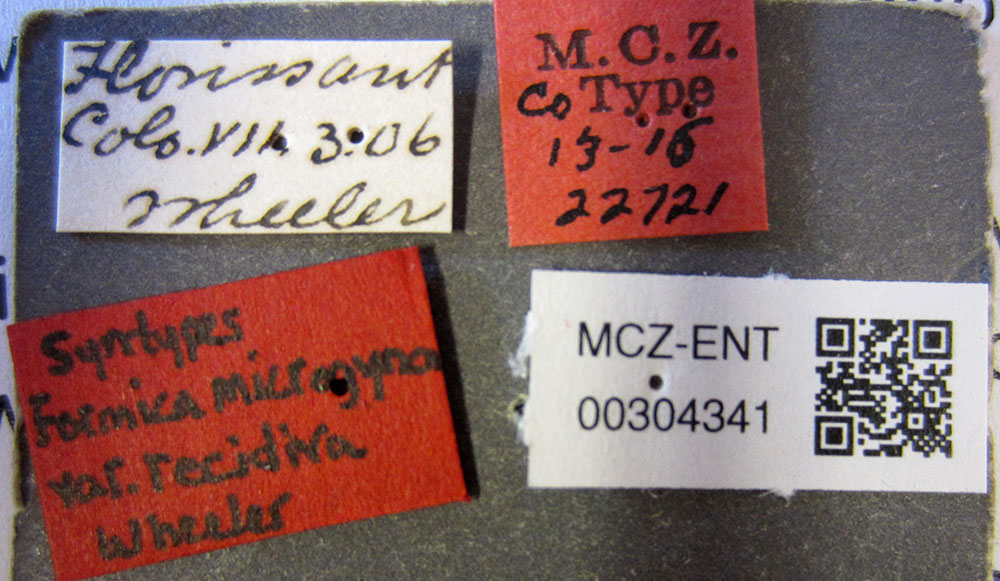 Florissant
Colo. VII. 3.06
Wheeler
M.C.Z.
Co Type
13-16
22721
Syntypes
Formica microgyna
var. recidiva
Wheeler
MCZ-ENT
00304341